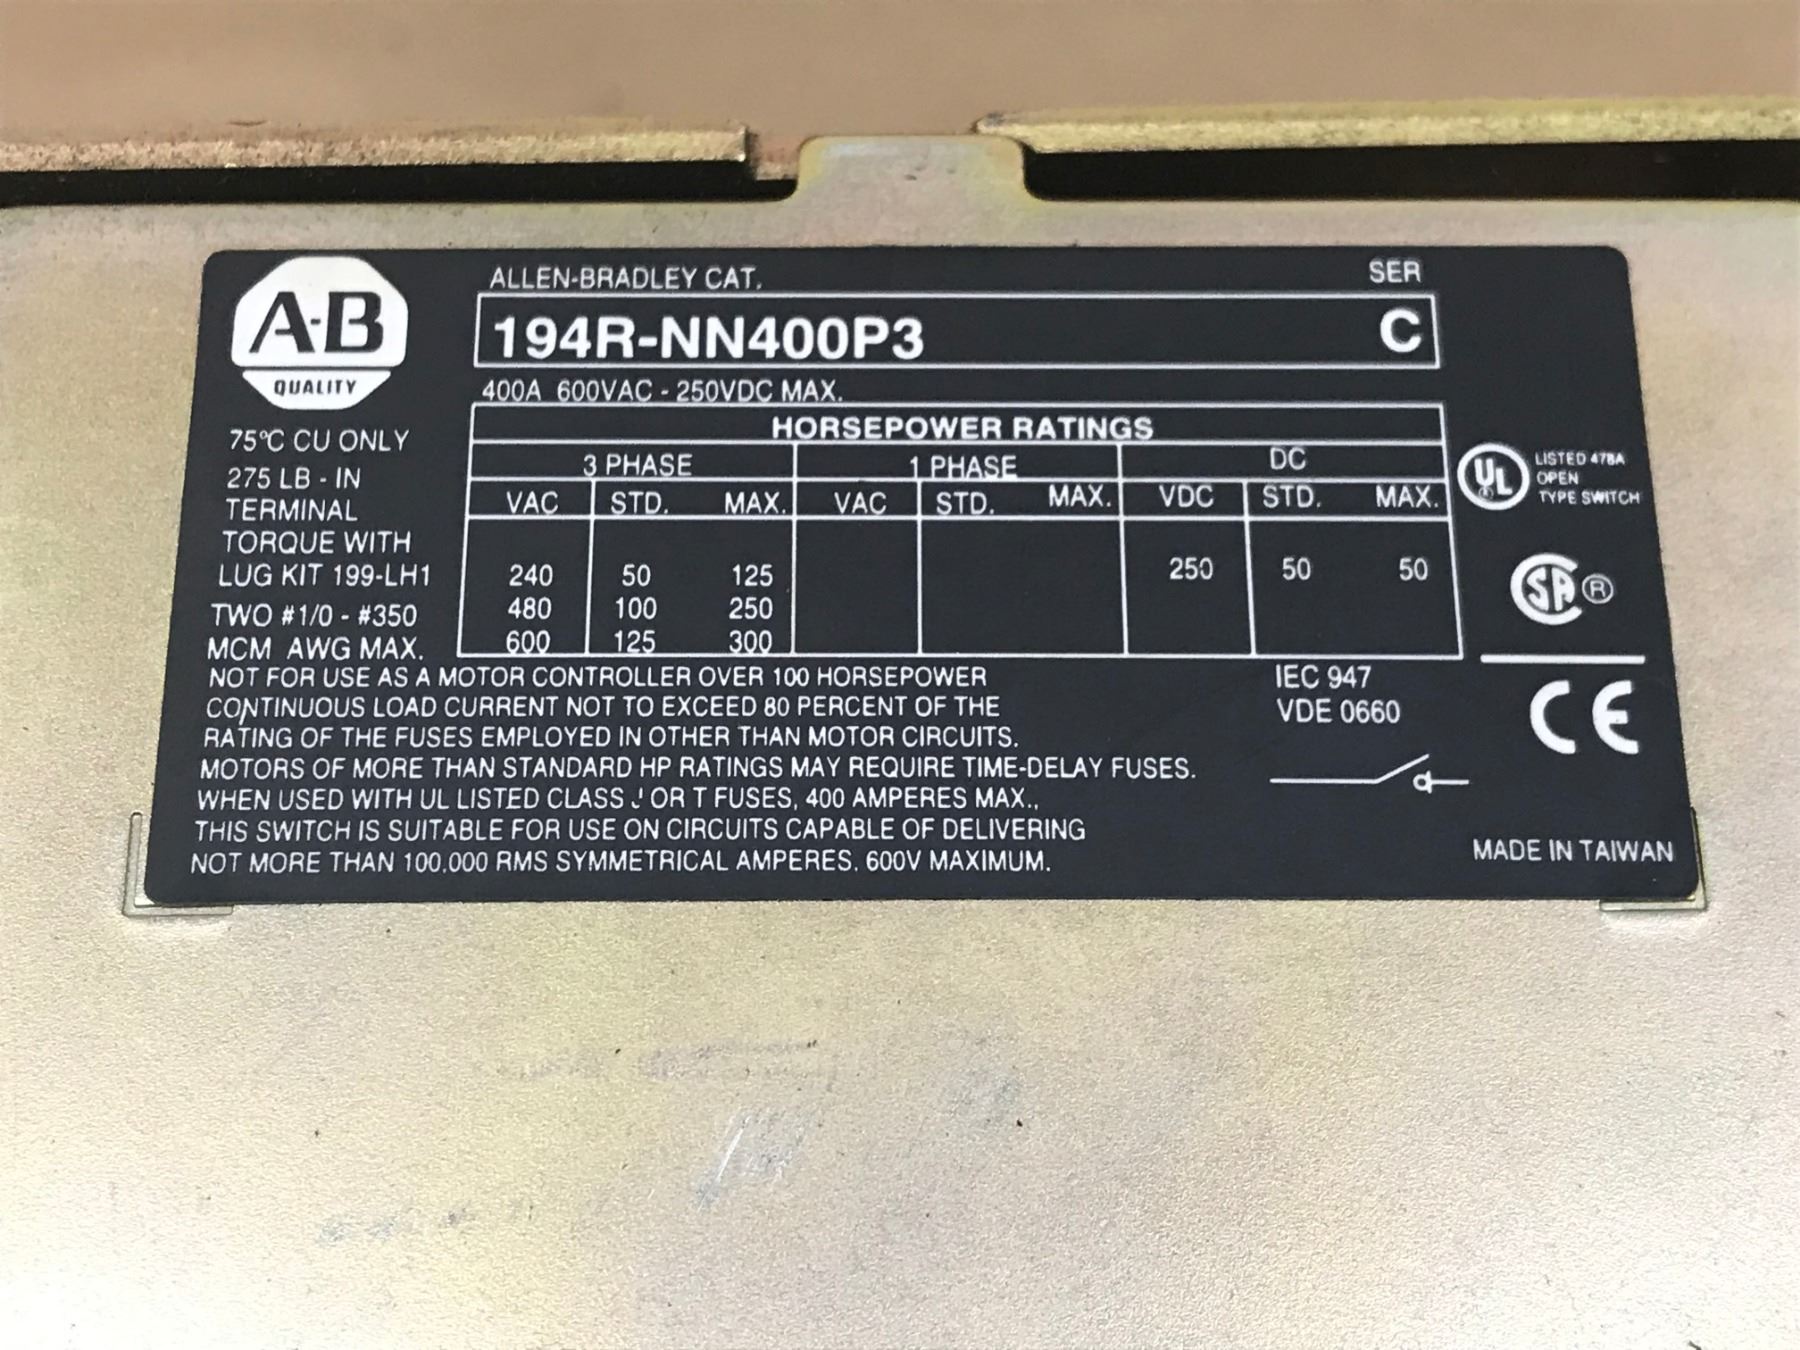 ALLEN-BRADLEY CAT. SER
A-B
QUALITY
194R-NN400P3 C
400A 600VAC - 250VDC MAX.
HORSEPOWER RATINGS
3 PHASE 1 PHASE DC
VAC STD. MAX. VAC STD. MAX. VDC STD. MAX.
240 50 125 250 50 50
480 100 250
600 125 300
75°C CU ONLY
275 LB - IN
TERMINAL
TORQUE WITH
LUG KIT 199-LH1
TWO #1/0 - #350
MCM AWG MAX.
UL
LISTED 478A
OPEN
TYPE SWITCH
SA ®
NOT FOR USE AS A MOTOR CONTROLLER OVER 100 HORSEPOWER
CONTINUOUS LOAD CURRENT NOT TO EXCEED 80 PERCENT OF THE
RATING OF THE FUSES EMPLOYED IN OTHER THAN MOTOR CIRCUITS.
MOTORS OF MORE THAN STANDARD HP RATINGS MAY REQUIRE TIME-DELAY FUSES.
WHEN USED WITH UL LISTED CLASS J OR T FUSES, 400 AMPERES MAX.,
THIS SWITCH IS SUITABLE FOR USE ON CIRCUITS CAPABLE OF DELIVERING
NOT MORE THAN 100,000 RMS SYMMETRICAL AMPERES. 600V MAXIMUM.
IEC 947
VDE 0660
CE
MADE IN TAIWAN